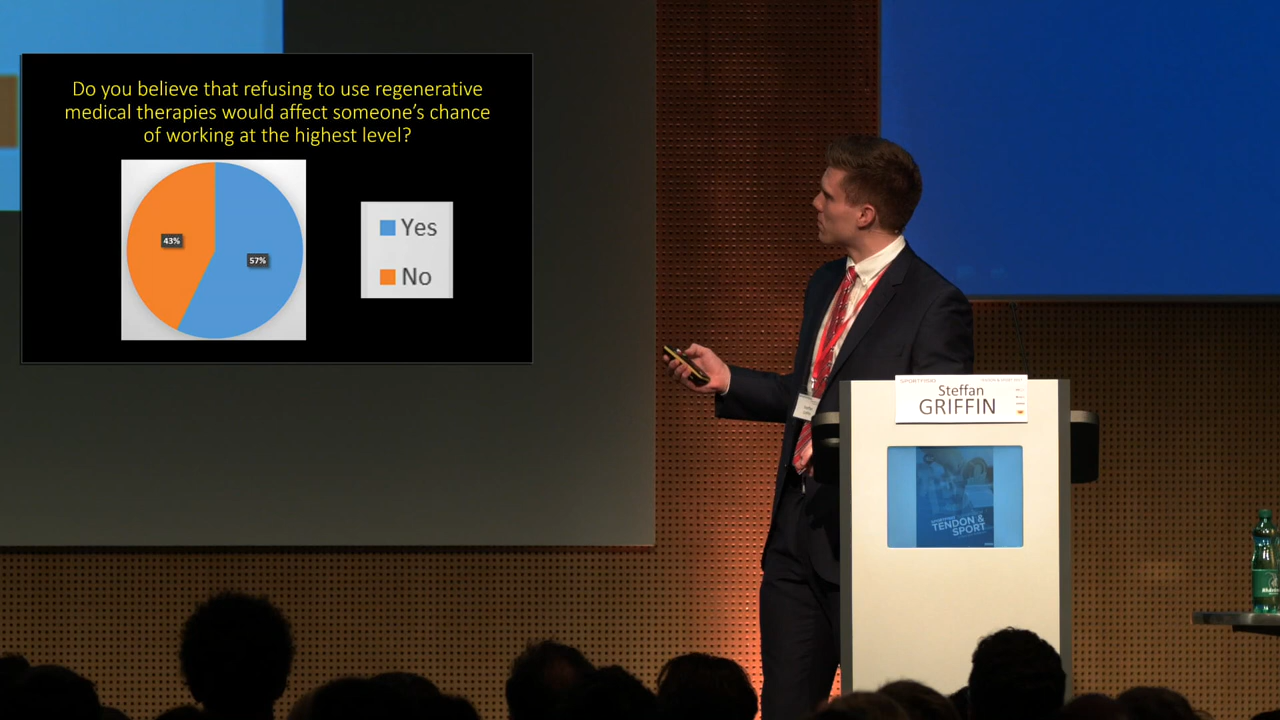 Do you believe that refusing to use regenerative
medical therapies would affect someone's chance
of working at the highest level?
43%
57%
Yes
No
Steffan
GRIFFIN
TENDON &
SPORT